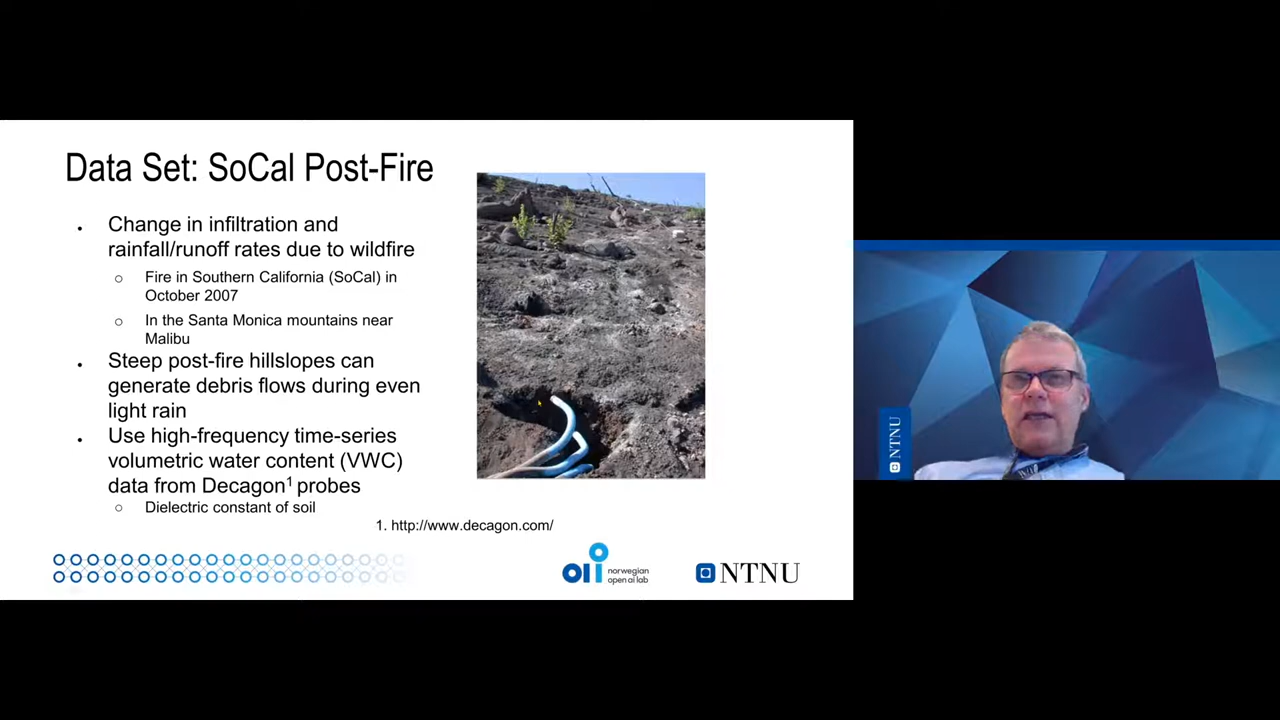 Data Set: SoCal Post-Fire
Change in infiltration and
rainfall/runoff rates due to wildfire
Fire in Southern California (SoCal) in
October 2007
In the Santa Monica mountains near
Malibu
Steep post-fire hillslopes can
generate debris flows during even
light rain
Use high-frequency time-series
volumetric water content (VWC)
data from Decagon1 probes
Dielectric constant of soil
1. http://www.decagon.com/
norwegian
open ai lab
NTNU
NTNU